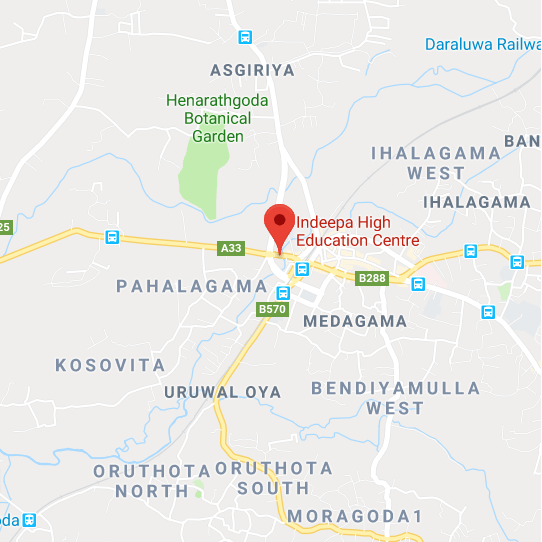 Daraluwa Railwa
ASGIRIYA
Henarathgoda
Botanical
Garden
IHALAGAMA
WEST
BAN
IHALAGAMA
25
Indeepa High
Education Centre
A33
B288
PAHALAGAMA
B570
MEDAGAMA
KOSOVITA
URUWAL OYA
BENDIYAMULLA
WEST
ORUTHOTA
NORTH
ORUTHOTA
SOUTH
MORAGODA1
oda